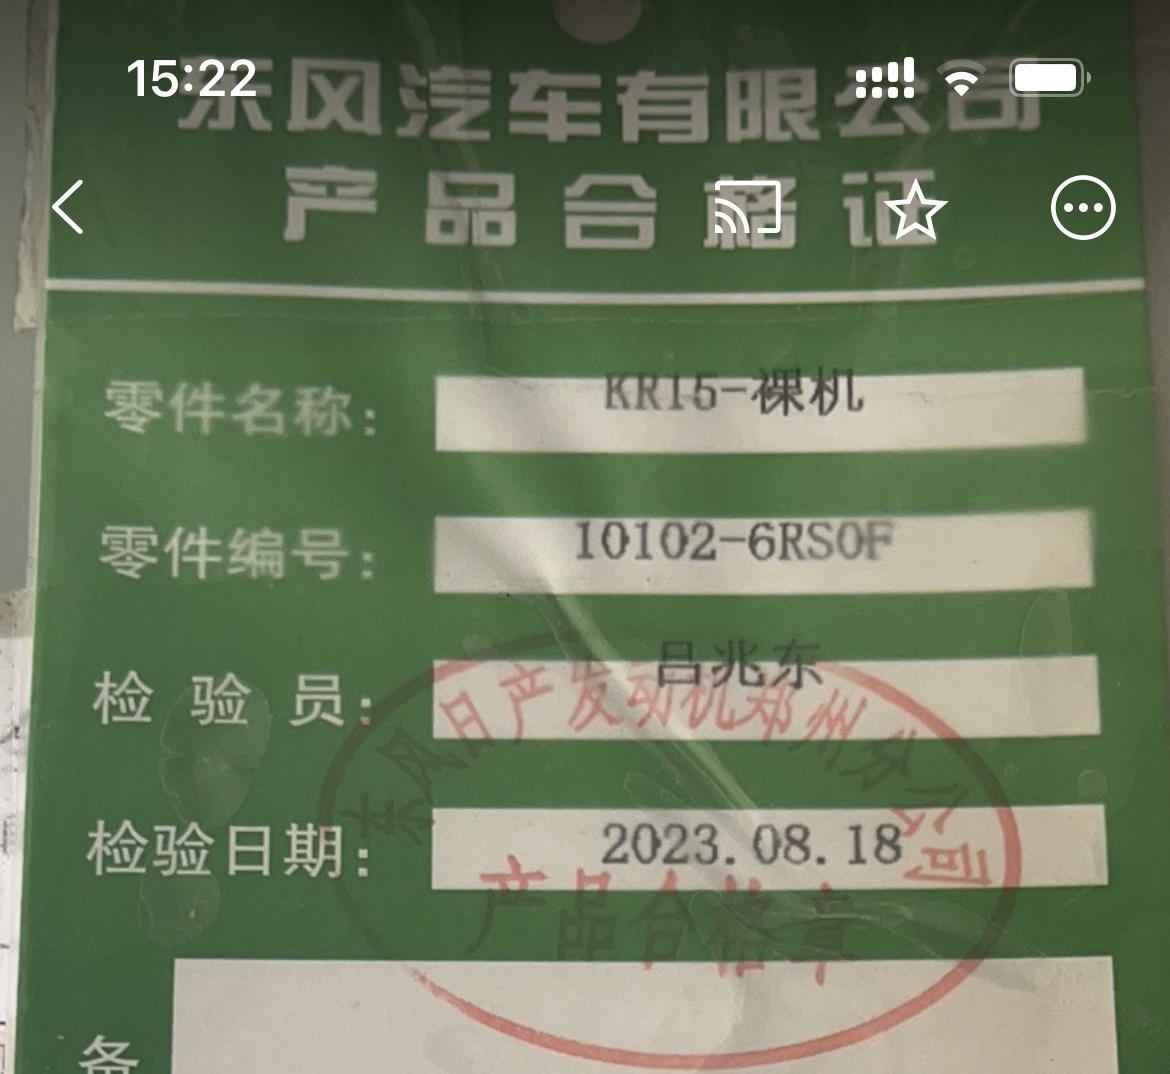 15:22
东风汽车有限公司
产品合格证
零件名称: KR15-裸机
零件编号: 10102-6RS0F
检验员: 吕兆东
东风日产发动机郑州分公司
检验日期: 2023.08.18
产品合格章
备